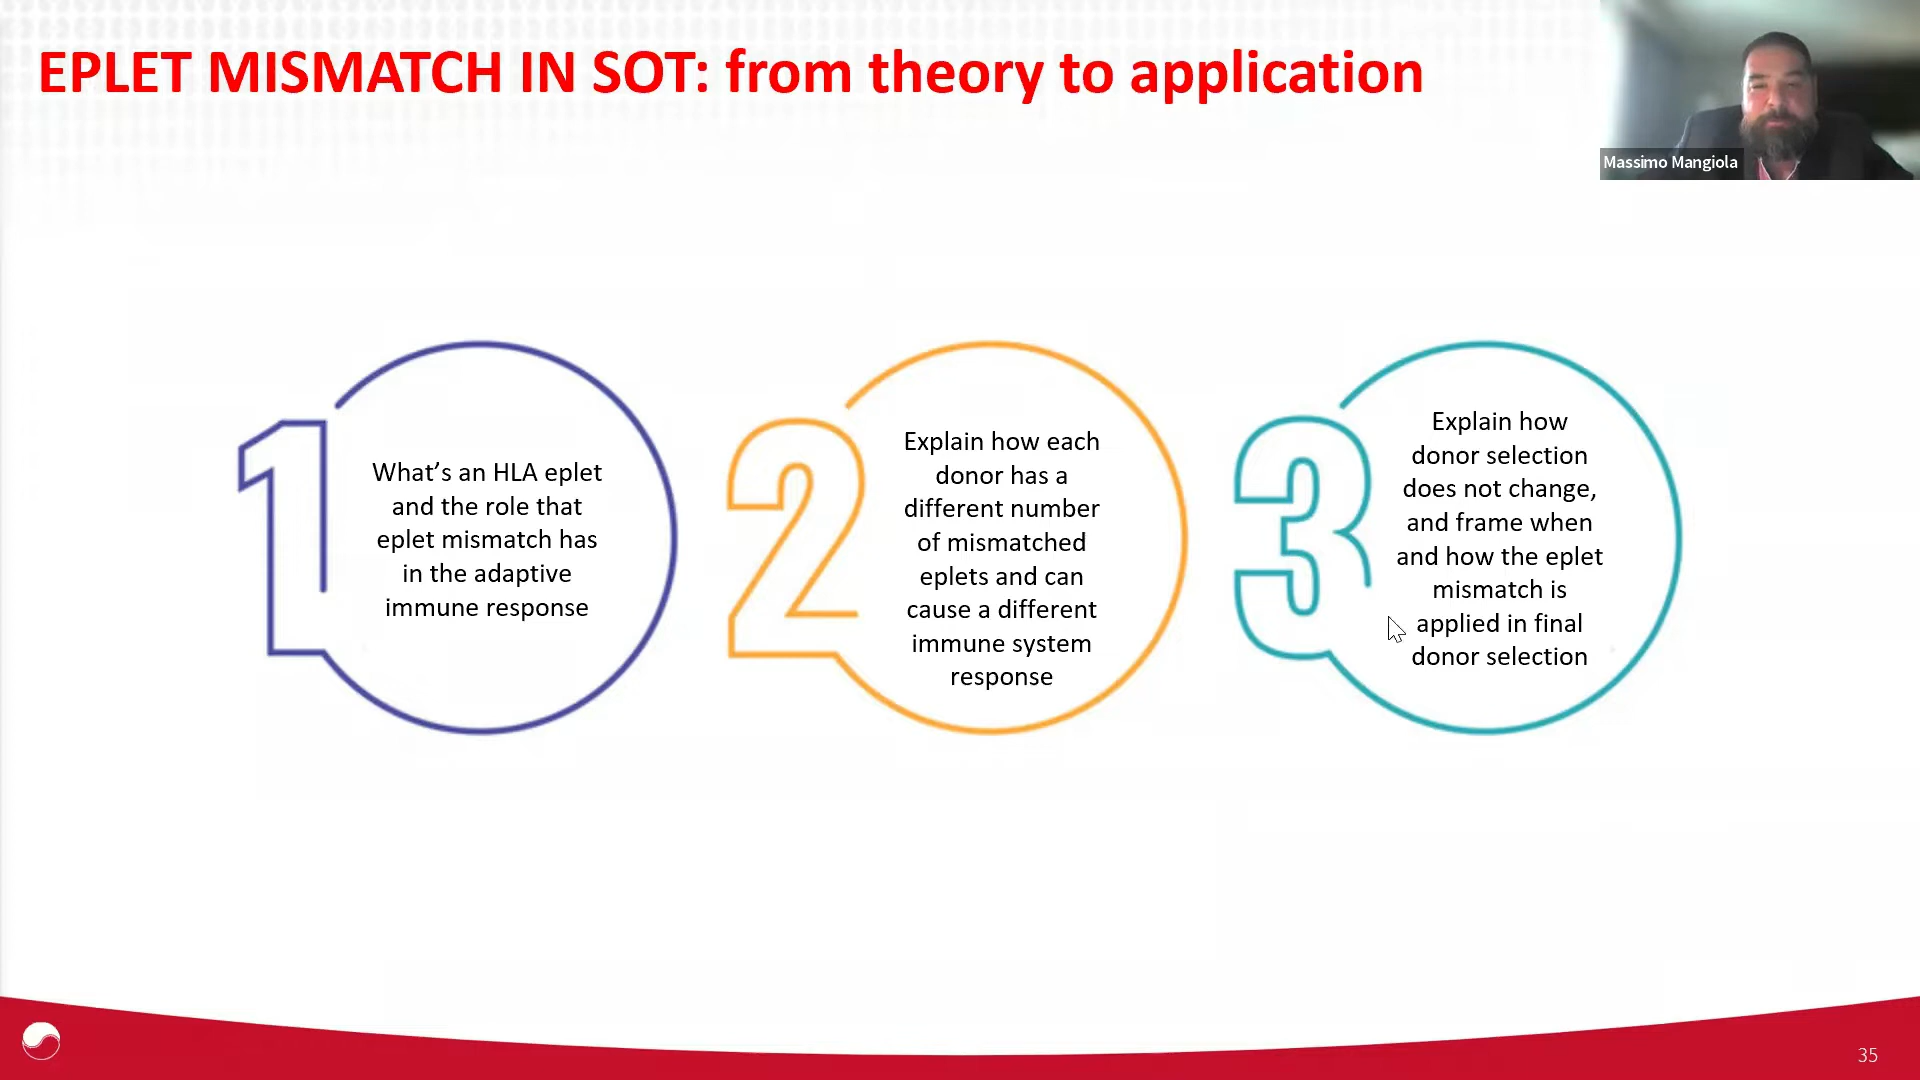 EPLET MISMATCH IN SOT: from theory to application
Massimo Mangiola
1
What’s an HLA eplet
and the role that
eplet mismatch has
in the adaptive
immune response
2
Explain how each
donor has a
different number
of mismatched
eplets and can
cause a different
immune system
response
3
Explain how
donor selection
does not change,
and frame when
and how the eplet
mismatch is
applied in final
donor selection
35